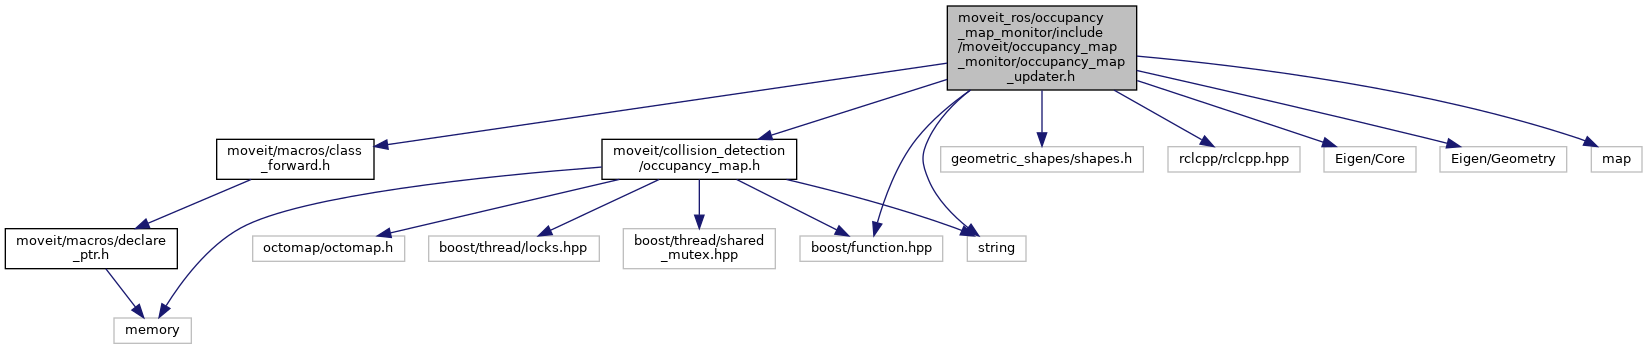 moveit_ros/occupancy
_map_monitor/include
/moveit/occupancy_map
_monitor/occupancy_map
_updater.h
moveit/macros/class
_forward.h
moveit/collision_detection
/occupancy_map.h
geometric_shapes/shapes.h
rclcpp/rclcpp.hpp
Eigen/Core
Eigen/Geometry
map
moveit/macros/declare
_ptr.h
octomap/octomap.h
boost/thread/locks.hpp
boost/thread/shared
_mutex.hpp
boost/function.hpp
string
memory